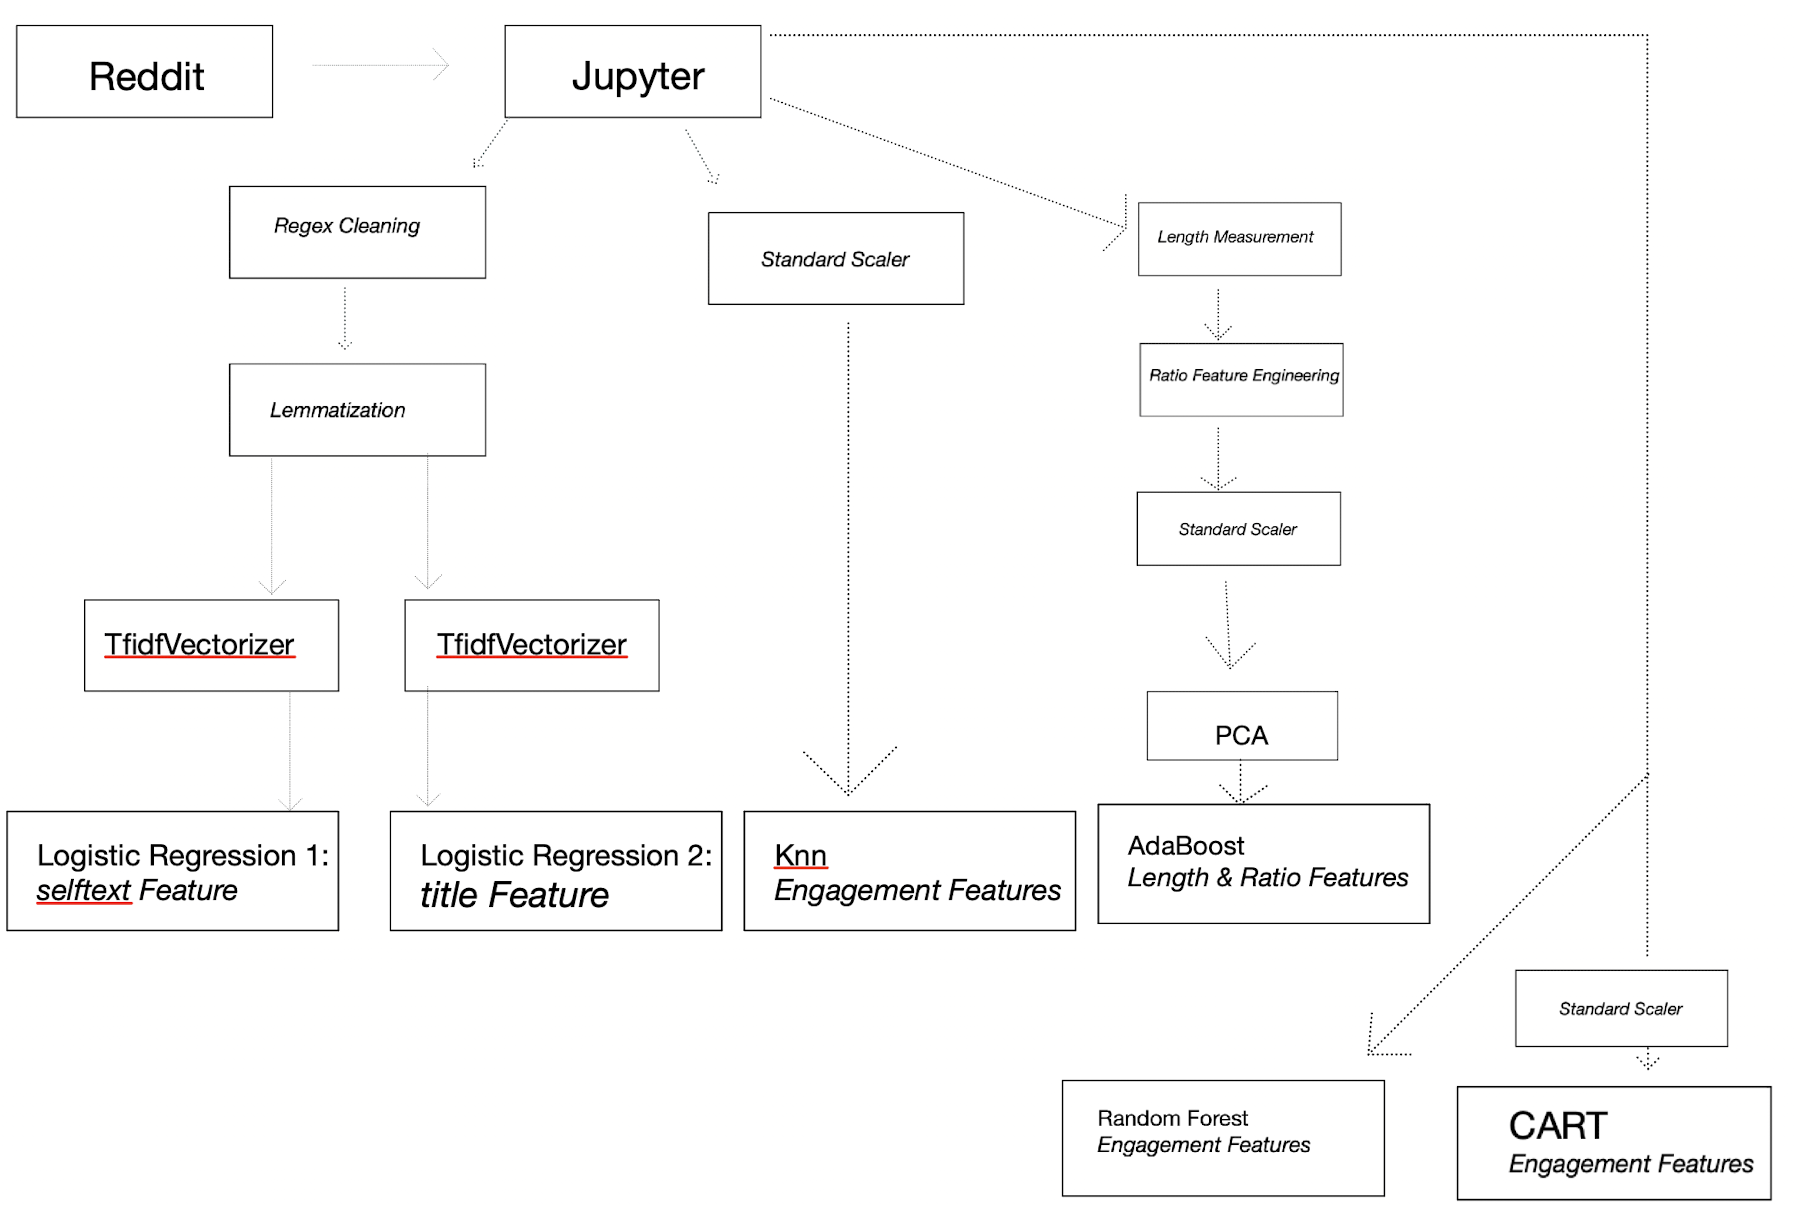 Reddit
Jupyter
Regex Cleaning
Standard Scaler
Length Measurement
Ratio Feature Engineering
Lemmatization
Standard Scaler
TfidfVectorizer
TfidfVectorizer
PCA
Logistic Regression 1:
selftext Feature
Logistic Regression 2:
title Feature
Knn
Engagement Features
AdaBoost
Length & Ratio Features
Standard Scaler
Random Forest
Engagement Features
CART
Engagement Features